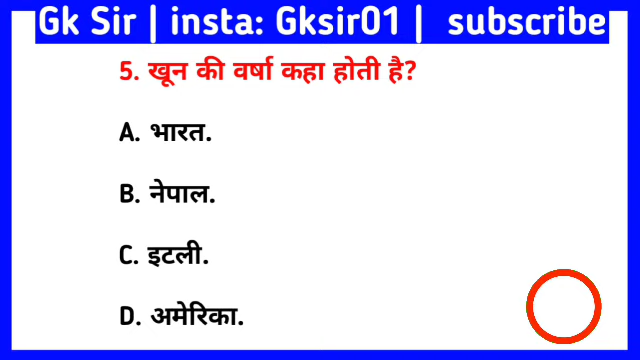 Gk Sir | insta: Gksir01 | subscribe
5. खून की वर्षा कहा होती है?
A. भारत.
B. नेपाल.
C. इटली.
D. अमेरिका.